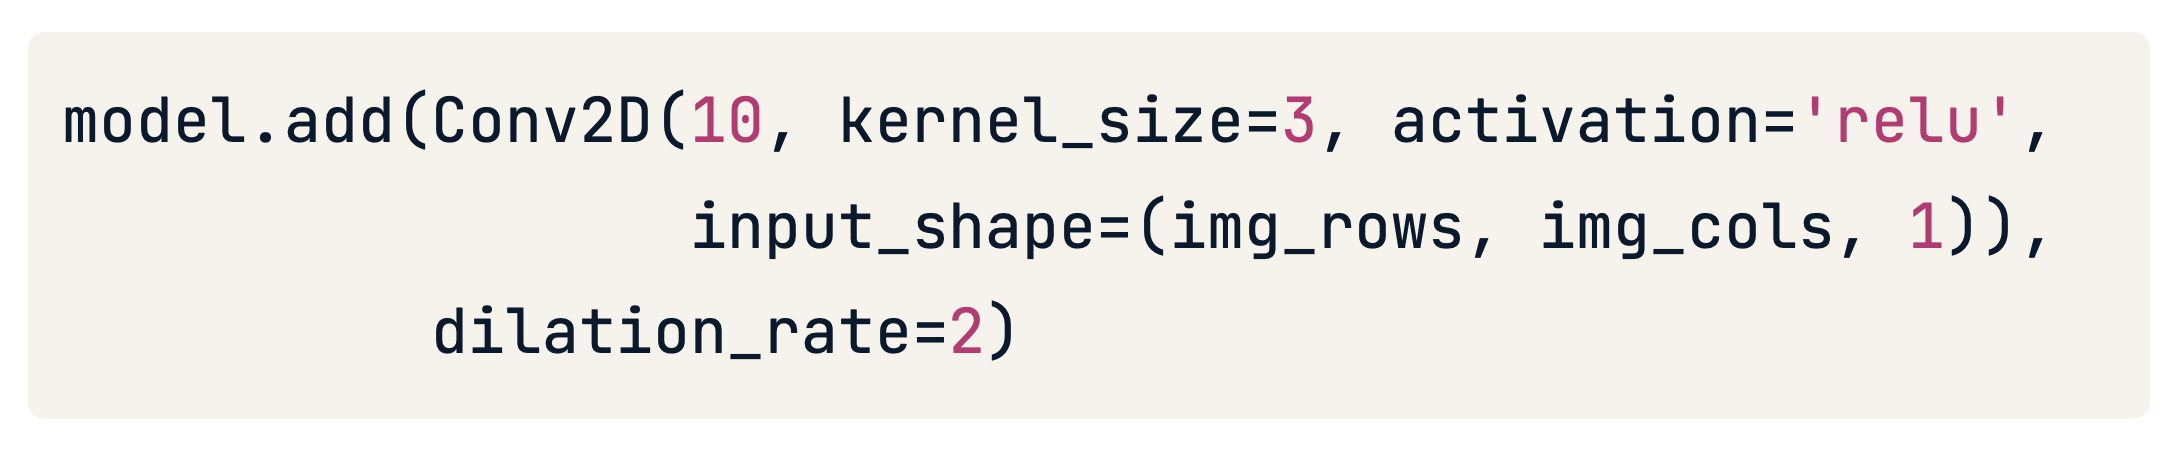 model.add(Conv2D(10, kernel_size=3, activation='relu',
input_shape=(img_rows, img_cols, 1)),
dilation_rate=2)